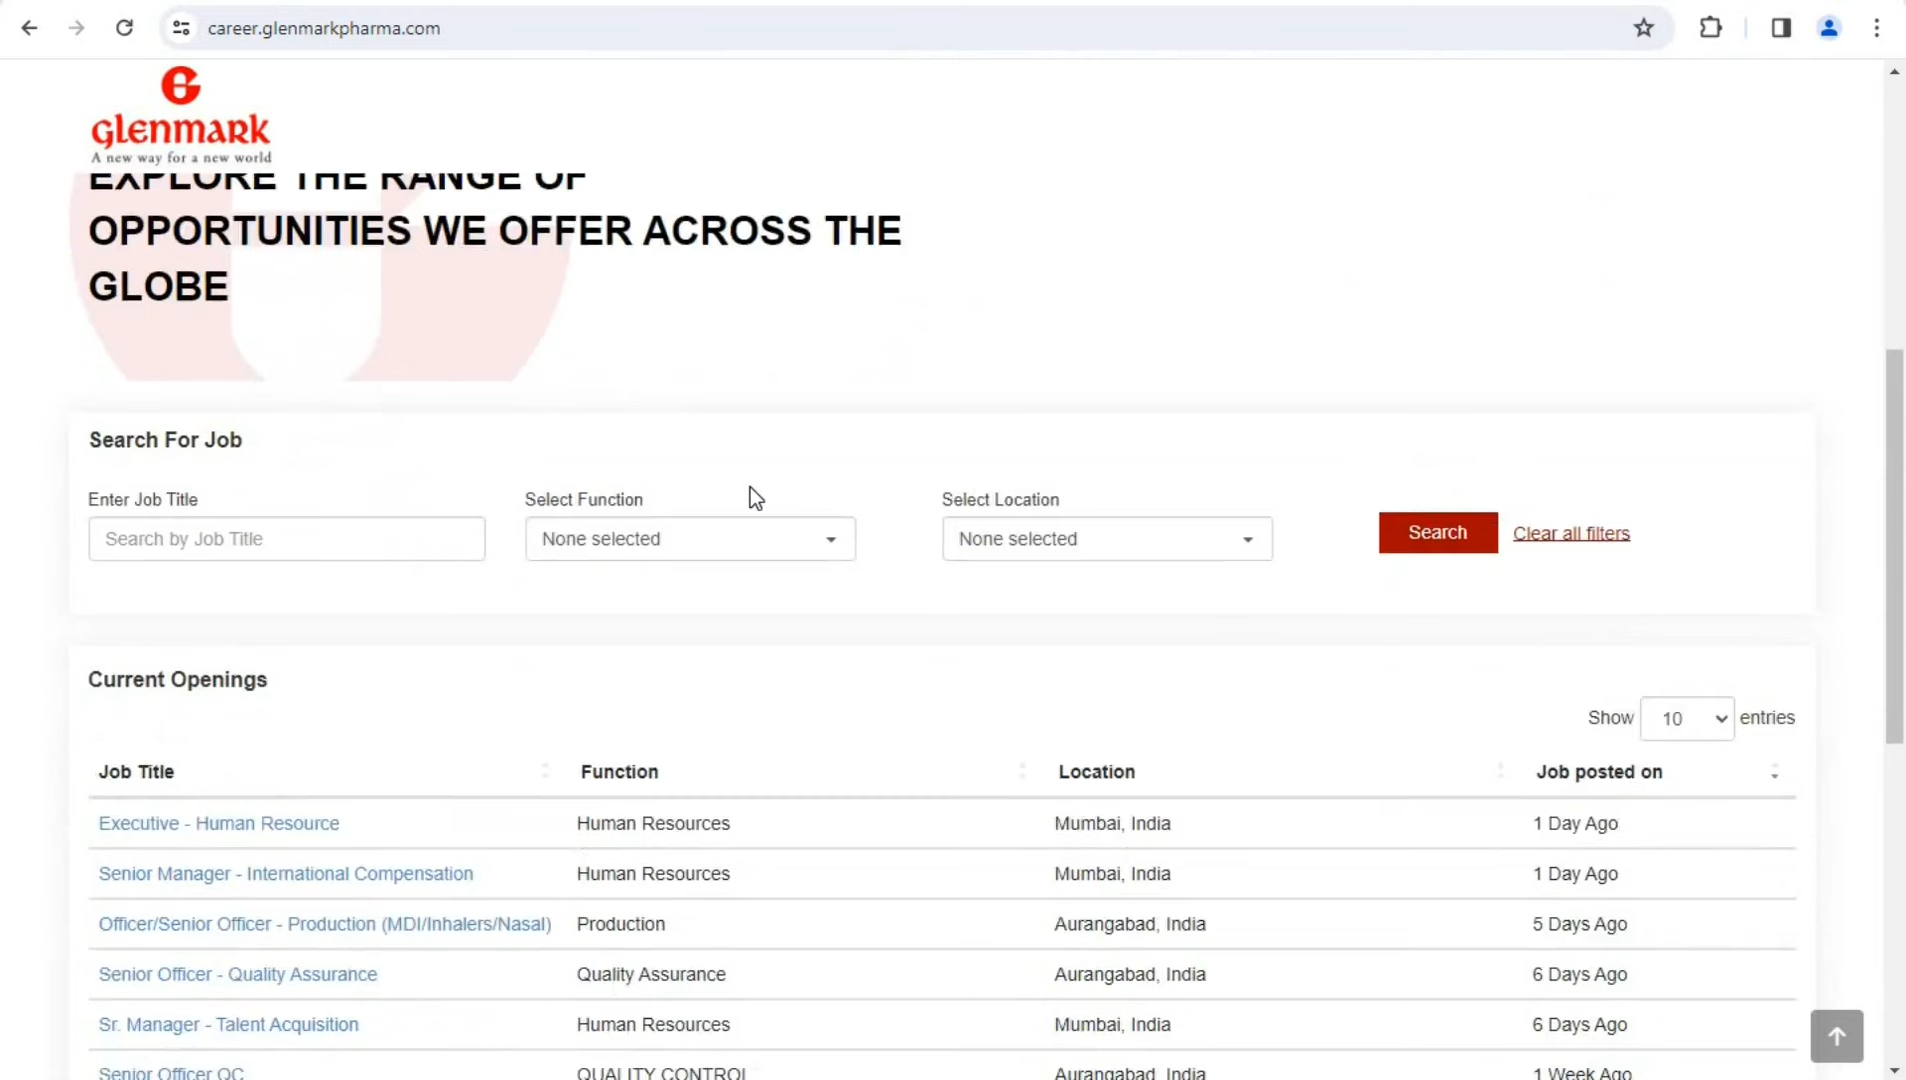 career.glenmarkpharma.com
glenmark
A new way for a new world
EXPLORE THE RANGE OF
OPPORTUNITIES WE OFFER ACROSS THE
GLOBE
Search For Job
Enter Job Title
Select Function
Select Location
Search by Job Title
None selected
None selected
Search
Clear all filters
Current Openings
Show 10 entries
Job Title Function Location Job posted on
Executive - Human Resource Human Resources Mumbai, India 1 Day Ago
Senior Manager - International Compensation Human Resources Mumbai, India 1 Day Ago
Officer/Senior Officer - Production (MDI/Inhalers/Nasal) Production Aurangabad, India 5 Days Ago
Senior Officer - Quality Assurance Quality Assurance Aurangabad, India 6 Days Ago
Sr. Manager - Talent Acquisition Human Resources Mumbai, India 6 Days Ago
Senior Officer QC QUALITY CONTROL Aurangabad, India 1 Week Ago